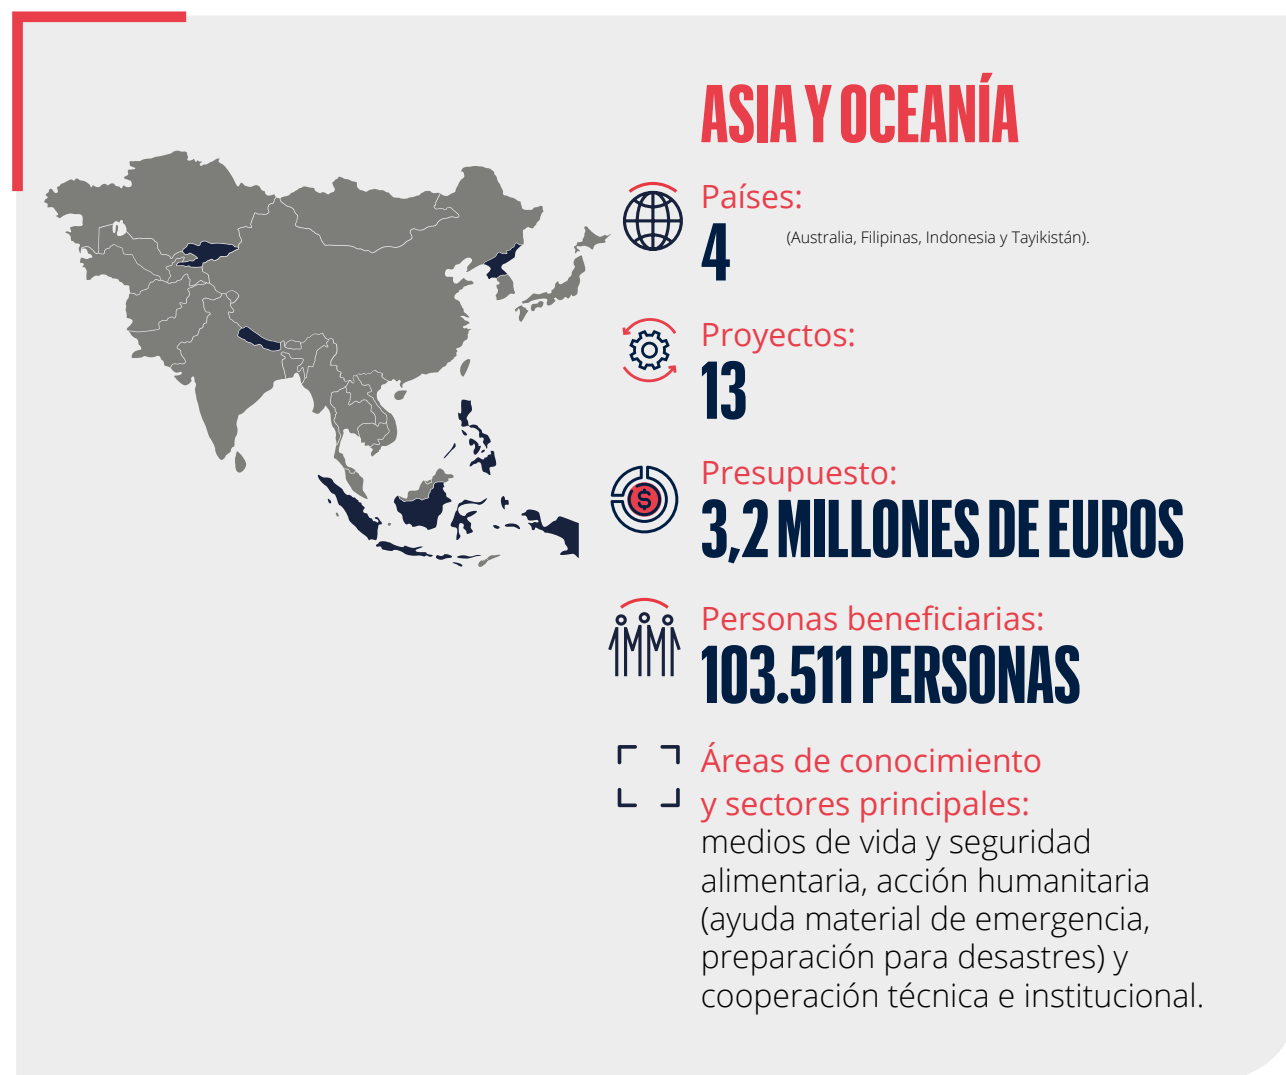 ASIA Y OCEANÍA
Países:
4
(Australia, Filipinas, Indonesia y Tayikistán).
Proyectos:
13
Presupuesto:
$
3,2 MILLONES DE EUROS
Personas beneficiarias:
103.511 PERSONAS
Áreas de conocimiento
y sectores principales:
medios de vida y seguridad
alimentaria, acción humanitaria
(ayuda material de emergencia,
preparación para desastres) y
cooperación técnica e institucional.